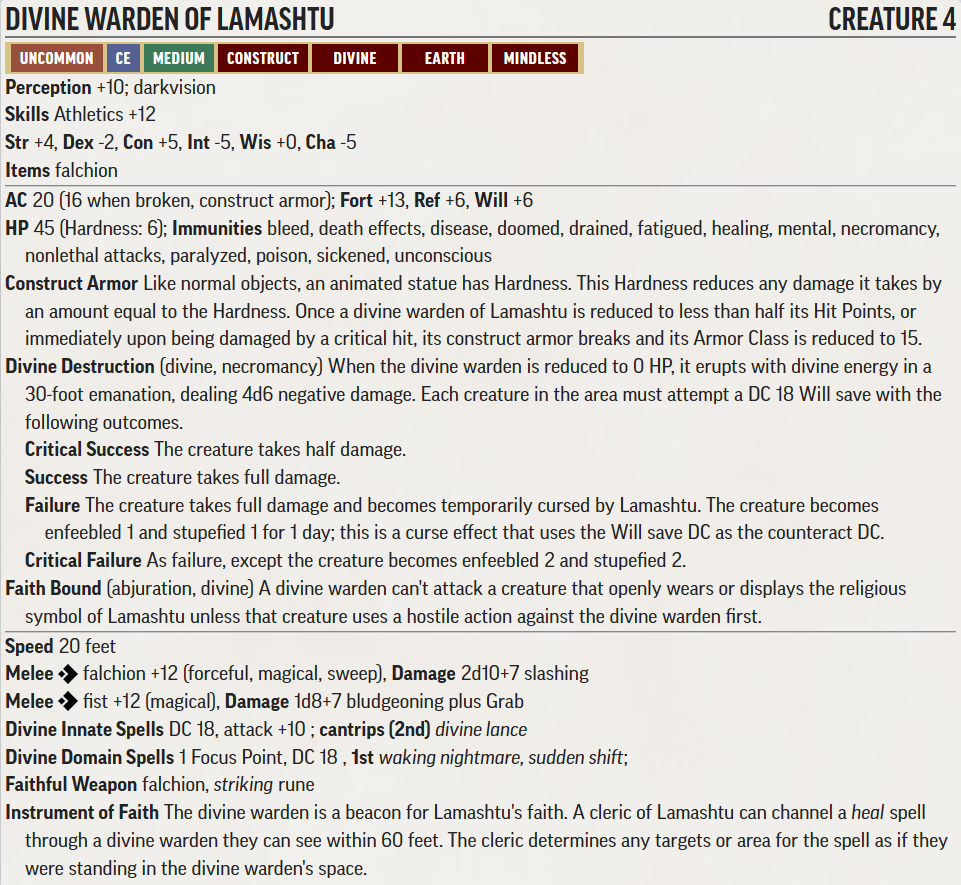 DIVINE WARDEN OF LAMASHTU CREATURE 4
UNCOMMON CE MEDIUM CONSTRUCT DIVINE EARTH MINDLESS
Perception +10; darkvision
Skills Athletics +12
Str +4, Dex -2, Con +5, Int -5, Wis +0, Cha -5
Items falchion
AC 20 (16 when broken, construct armor); Fort +13, Ref +6, Will +6
HP 45 (Hardness: 6); Immunities bleed, death effects, disease, doomed, drained, fatigued, healing, mental, necromancy,
nonlethal attacks, paralyzed, poison, sickened, unconscious
Construct Armor Like normal objects, an animated statue has Hardness. This Hardness reduces any damage it takes by
an amount equal to the Hardness. Once a divine warden of Lamashtu is reduced to less than half its Hit Points, or
immediately upon being damaged by a critical hit, its construct armor breaks and its Armor Class is reduced to 15.
Divine Destruction (divine, necromancy) When the divine warden is reduced to 0 HP, it erupts with divine energy in a
30-foot emanation, dealing 4d6 negative damage. Each creature in the area must attempt a DC 18 Will save with the
following outcomes.
Critical Success The creature takes half damage.
Success The creature takes full damage.
Failure The creature takes full damage and becomes temporarily cursed by Lamashtu. The creature becomes
enfeebled 1 and stupefied 1 for 1 day; this is a curse effect that uses the Will save DC as the counteract DC.
Critical Failure As failure, except the creature becomes enfeebled 2 and stupefied 2.
Faith Bound (abjuration, divine) A divine warden can't attack a creature that openly wears or displays the religious
symbol of Lamashtu unless that creature uses a hostile action against the divine warden first.
Speed 20 feet
Melee falchion +12 (forceful, magical, sweep), Damage 2d10+7 slashing
Melee fist +12 (magical), Damage 1d8+7 bludgeoning plus Grab
Divine Innate Spells DC 18, attack +10 ; cantrips (2nd) divine lance
Divine Domain Spells 1 Focus Point, DC 18 , 1st waking nightmare, sudden shift;
Faithful Weapon falchion, striking rune
Instrument of Faith The divine warden is a beacon for Lamashtu's faith. A cleric of Lamashtu can channel a heal spell
through a divine warden they can see within 60 feet. The cleric determines any targets or area for the spell as if they
were standing in the divine warden's space.